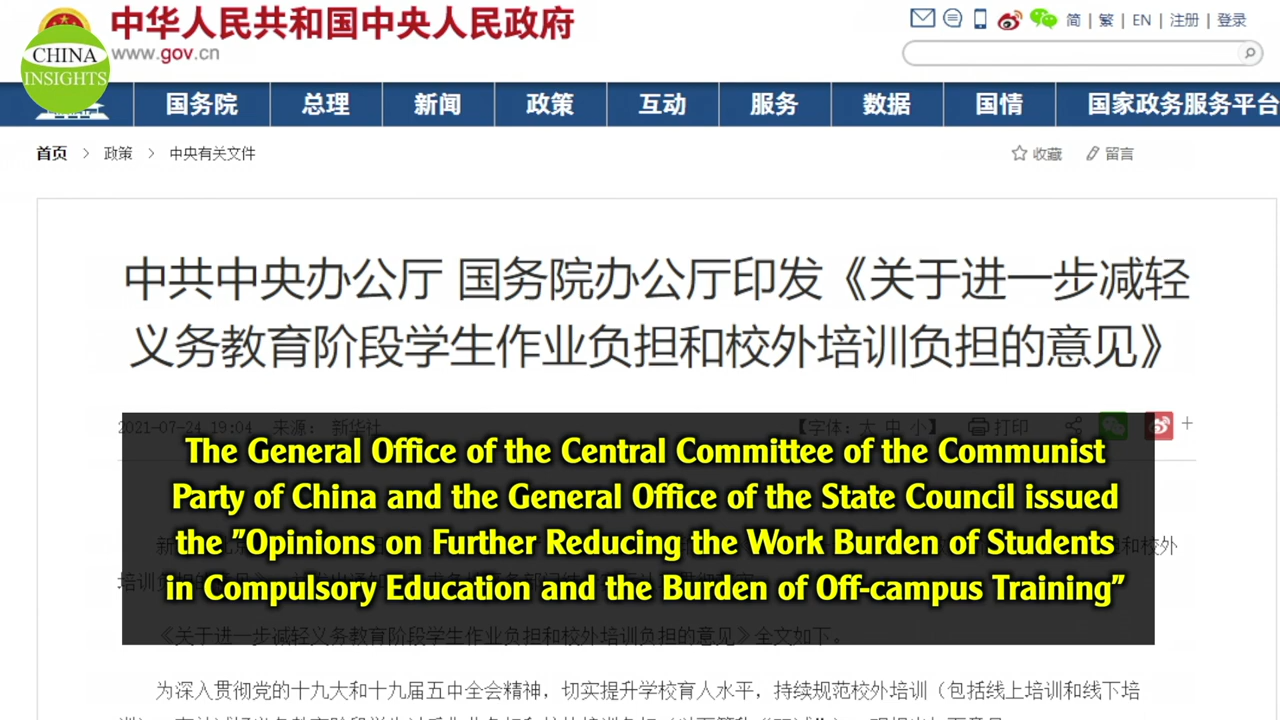 中华人民共和国中央人民政府
www.gov.cn
CHINA
INSIGHTS
简 | 繁 | EN | 注册 | 登录
国务院 总理 新闻 政策 互动 服务 数据 国情 国家政务服务平台
首页 > 政策 > 中央有关文件
收藏 留言
中共中央办公厅 国务院办公厅印发《关于进一步减轻
义务教育阶段学生作业负担和校外培训负担的意见》
2021-07-24 19:04 来源： 新华社
【字体：大 中 小】 打印
The General Office of the Central Committee of the Communist
Party of China and the General Office of the State Council issued
the "Opinions on Further Reducing the Work Burden of Students
in Compulsory Education and the Burden of Off-campus Training"
和校外
《关于进一步减轻义务教育阶段学生作业负担和校外培训负担的意见》全文如下。
为深入贯彻党的十九大和十九届五中全会精神，切实提升学校育人水平，持续规范校外培训（包括线上培训和线下培